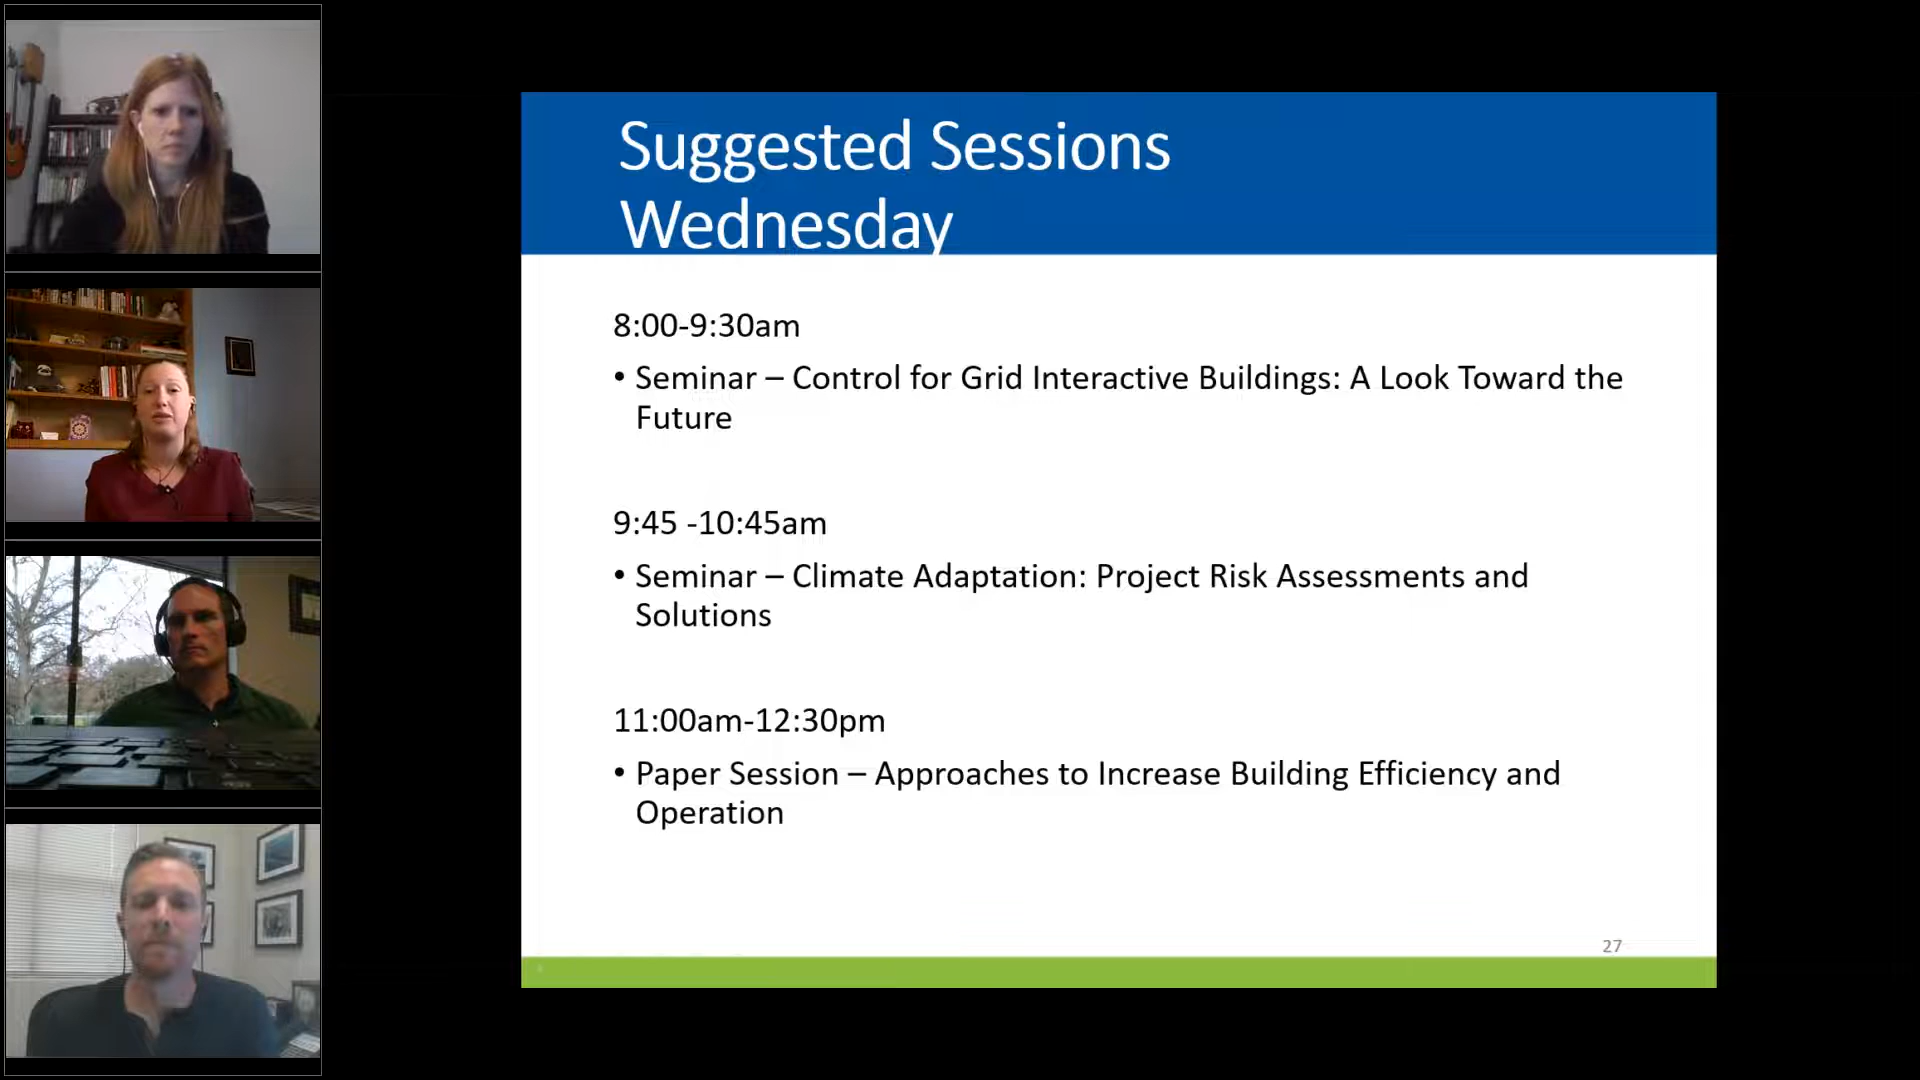 Suggested Sessions
Wednesday
8:00-9:30am
• Seminar – Control for Grid Interactive Buildings: A Look Toward the
Future
9:45 -10:45am
• Seminar – Climate Adaptation: Project Risk Assessments and
Solutions
11:00am-12:30pm
• Paper Session – Approaches to Increase Building Efficiency and
Operation
27